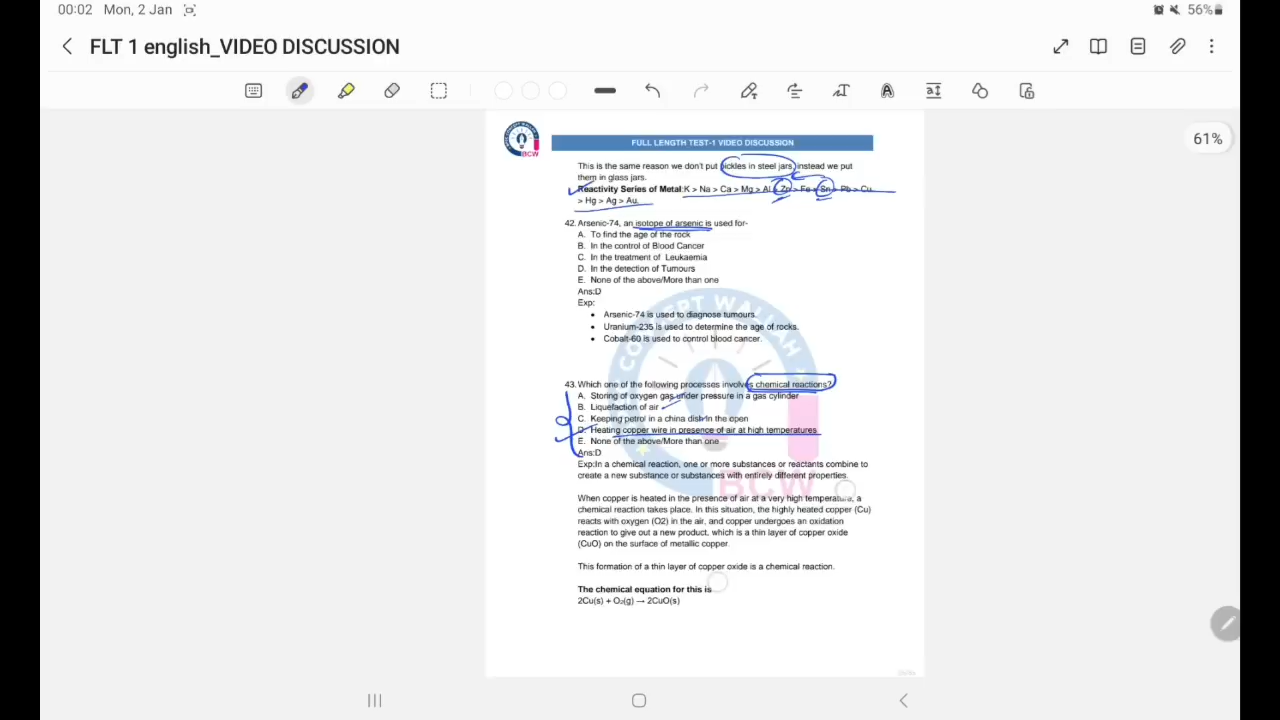 00:02 Mon, 2 Jan
56%
FLT 1 english_VIDEO DISCUSSION
61%
BCW
FULL LENGTH TEST-1 VIDEO DISCUSSION
This is the same reason we don't put pickles in steel jars, instead we put
them in glass jars.
Reactivity Series of Metal:K > Na > Ca > Mg > Al > Zn > Fe > Sn > Pb > Cu
> Hg > Ag > Au.
42. Arsenic-74, an isotope of arsenic is used for-
A. To find the age of the rock
B. In the control of Blood Cancer
C. In the treatment of Leukaemia
D. In the detection of Tumours
E. None of the above/More than one
Ans:D
Exp:
• Arsenic-74 is used to diagnose tumours.
• Uranium-235 is used to determine the age of rocks.
• Cobalt-60 is used to control blood cancer.
CONCEPT WALLAH
43. Which one of the following processes involves chemical reactions?
A. Storing of oxygen gas under pressure in a gas cylinder
B. Liquefaction of air
C. Keeping petrol in a china dish in the open
D. Heating copper wire in presence of air at high temperatures
E. None of the above/More than one
Ans:D
Exp:In a chemical reaction, one or more substances or reactants combine to
create a new substance or substances with entirely different properties.
BCW
When copper is heated in the presence of air at a very high temperature, a
chemical reaction takes place. In this situation, the highly heated copper (Cu)
reacts with oxygen (O2) in the air, and copper undergoes an oxidation
reaction to give out a new product, which is a thin layer of copper oxide
(CuO) on the surface of metallic copper.
This formation of a thin layer of copper oxide is a chemical reaction.
The chemical equation for this is
2Cu(s) + O₂(g) → 2CuO(s)